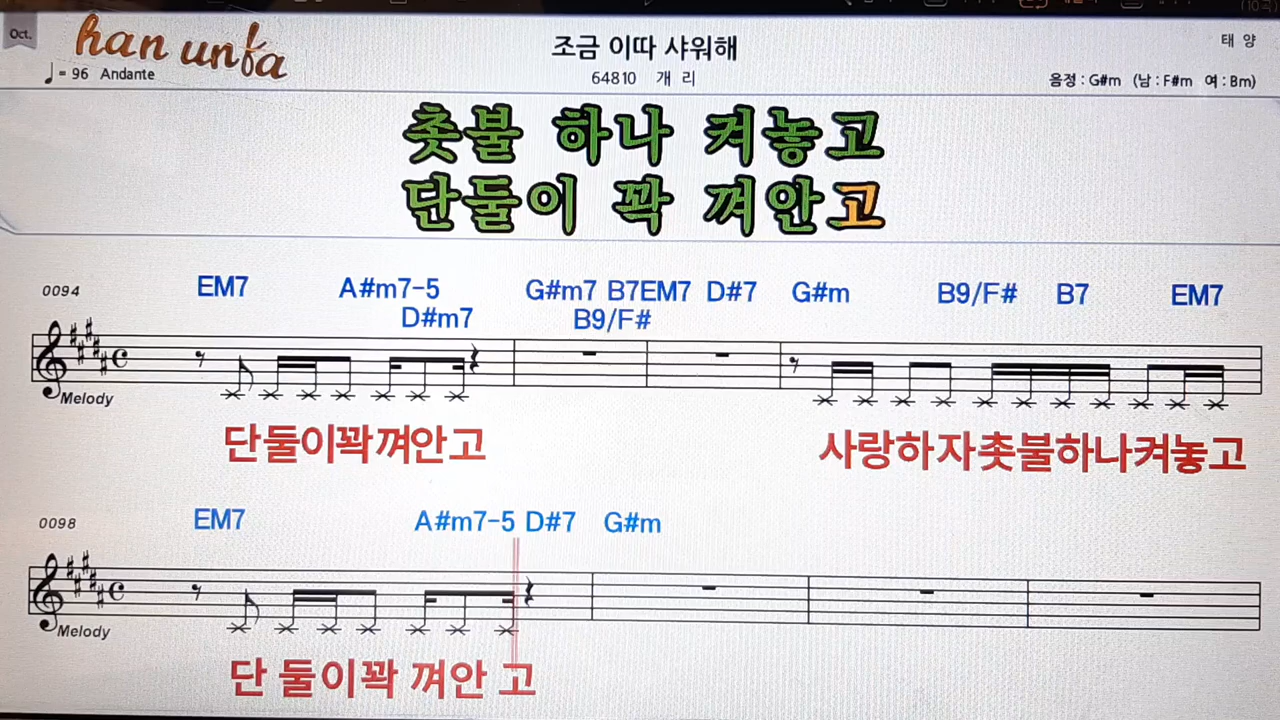 Oct.
han unfa
조금 이따 샤워해
태 양
♩= 96 Andante
64810 개 리
음정 : G#m (남 : F#m 여 : Bm)
촛불 하나 켜놓고
단둘이 꽉 껴안고
0094
EM7 A#m7-5 G#m7 B7EM7 D#7 G#m B9/F# B7 EM7
D#m7 B9/F#
Melody
단둘이꽉껴안고 사랑하자촛불하나켜놓고
0098
EM7 A#m7-5 D#7 G#m
Melody
단 둘이꽉 껴안 고